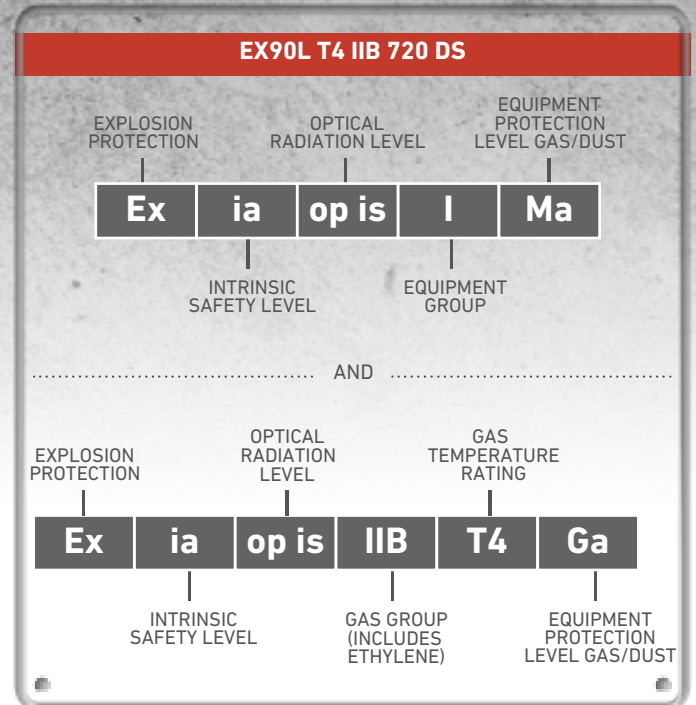 EX90L T4 IIB 720 DS
EXPLOSION
PROTECTION
OPTICAL
RADIATION LEVEL
EQUIPMENT
PROTECTION
LEVEL GAS/DUST
Ex ia op is I Ma
INTRINSIC
SAFETY LEVEL
EQUIPMENT
GROUP
AND
EXPLOSION
PROTECTION
OPTICAL
RADIATION
LEVEL
GAS
TEMPERATURE
RATING
Ex ia op is IIB T4 Ga
INTRINSIC
SAFETY LEVEL
GAS GROUP
(INCLUDES
ETHYLENE)
EQUIPMENT
PROTECTION
LEVEL GAS/DUST